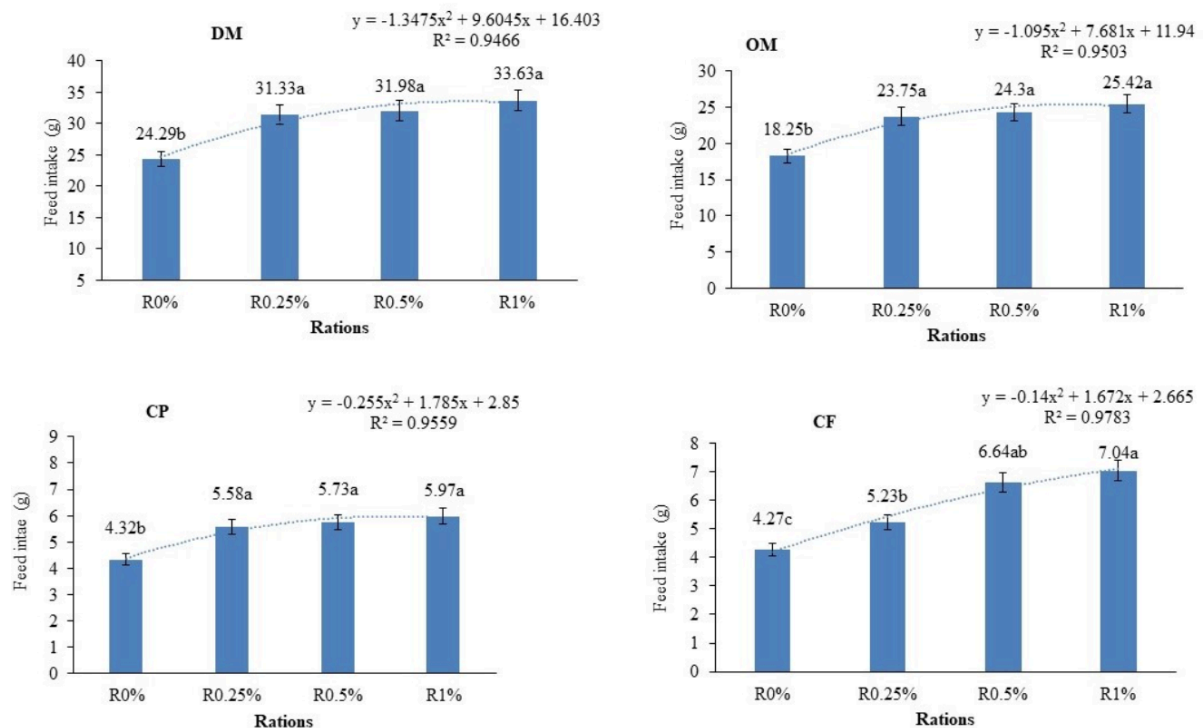 DM
y = -1.3475x² + 9.6045x + 16.403
R² = 0.9466
Feed intake (g)
40
35
30
25
20
15
10
5
24.29b
31.33a
31.98a
33.63a
R0%
R0.25%
R0.5%
R1%
Rations
OM
y = -1.095x² + 7.681x + 11.94
R² = 0.9503
Feed intake (g)
30
25
20
15
10
5
0
18.25b
23.75a
24.3a
25.42a
R0%
R0.25%
R0.5%
R1%
Rations
CP
y = -0.255x² + 1.785x + 2.85
R² = 0.9559
Feed intae (g)
9
8
7
6
5
4
3
2
1
0
4.32b
5.58a
5.73a
5.97a
R0%
R0.25%
R0.5%
R1%
Rations
CF
y = -0.14x² + 1.672x + 2.665
R² = 0.9783
Feed intake (g)
8
7
6
5
4
3
2
1
0
4.27c
5.23b
6.64ab
7.04a
R0%
R0.25%
R0.5%
R1%
Rations